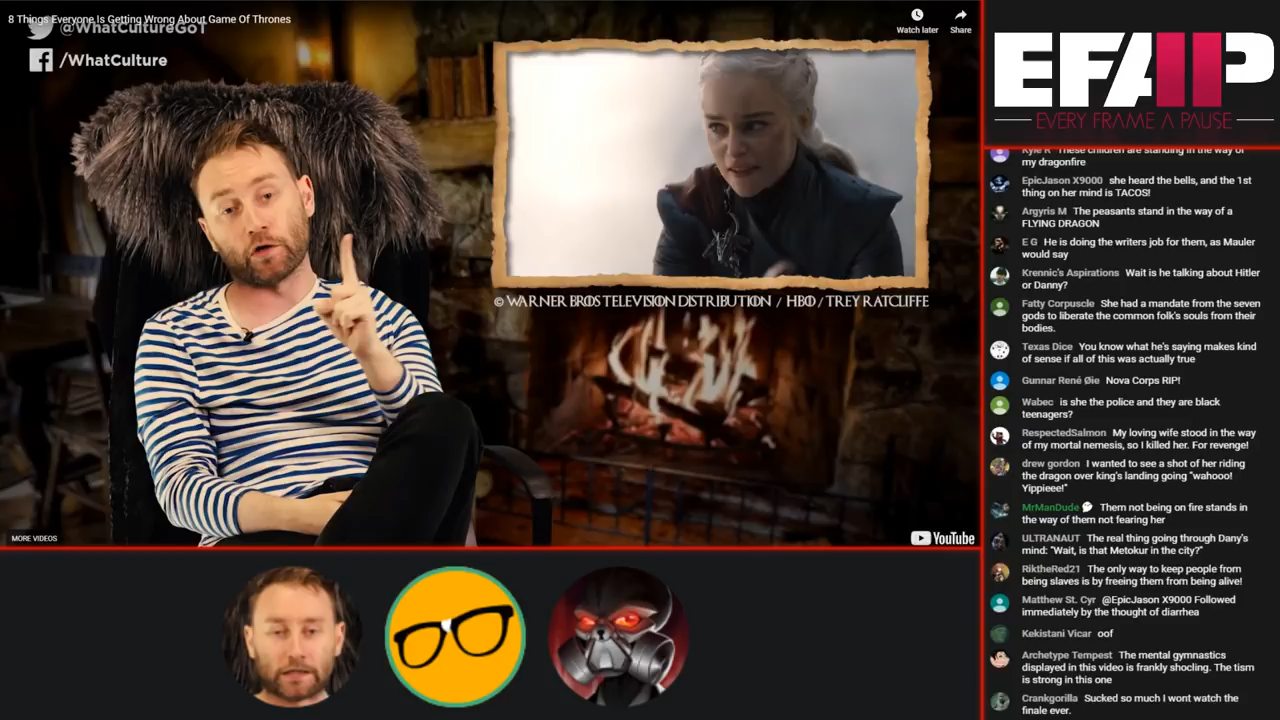 8 Things Everyone Is Getting Wrong About Game Of Thrones
@WhatCultureGoT
/WhatCulture
Watch later
Share
© WARNER BROS TELEVISION DISTRIBUTION / HBO / TREY RATCLIFFE
MORE VIDEOS
YouTube
EFAP
EVERY FRAME A PAUSE
Kyle R These children are standing in the way of
my dragonfire
EpicJason X9000 she heard the bells, and the 1st
thing on her mind is TACOS!
Argyris M The peasants stand in the way of a
FLYING DRAGON
E G He is doing the writers job for them, as Mauler
would say
Krennic's Aspirations Wait is he talking about Hitler
or Danny?
Fatty Corpuscle She had a mandate from the seven
gods to liberate the common folk's souls from their
bodies.
Texas Dice You know what he's saying makes kind
of sense if all of this was actually true
Gunnar René Øie Nova Corps RIP!
Wabec is she the police and they are black
teenagers?
RespectedSalmon My loving wife stood in the way
of my mortal nemesis, so I killed her. For revenge!
drew gordon I wanted to see a shot of her riding
the dragon over king's landing going "wahooo!
Yippieee!"
MrManDude Them not being on fire stands in
the way of them not fearing her
ULTRANAUT The real thing going through Dany's
mind: "Wait, is that Metokur in the city?"
RiktheRed21 The only way to keep people from
being slaves is by freeing them from being alive!
Matthew St. Cyr @EpicJason X9000 Followed
immediately by the thought of diarrhea
Kekistani Vicar oof
Archetype Tempest The mental gymnastics
displayed in this video is frankly shocling. The tism
is strong in this one
Crankgorilla Sucked so much I wont watch the
finale ever.